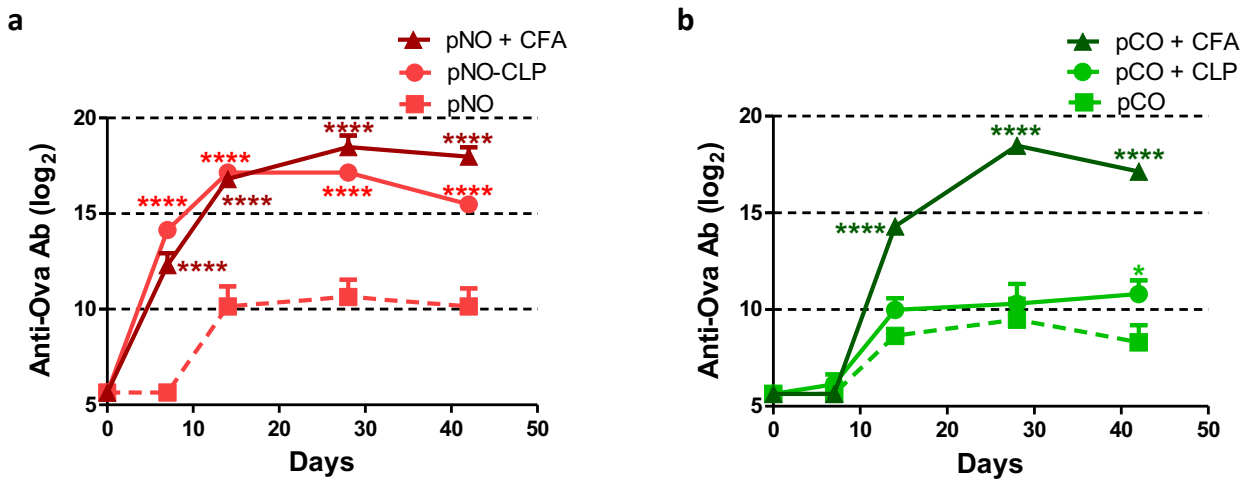 a
pNO + CFA
pNO-CLP
pNO
Anti-Ova Ab (log₂)
20
15
10
5
****
****
****
****
****
****
****
****
0 10 20 30 40 50
Days
b
pCO + CFA
pCO + CLP
pCO
Anti-Ova Ab (log₂)
20
15
10
5
****
****
****
*
0 10 20 30 40 50
Days